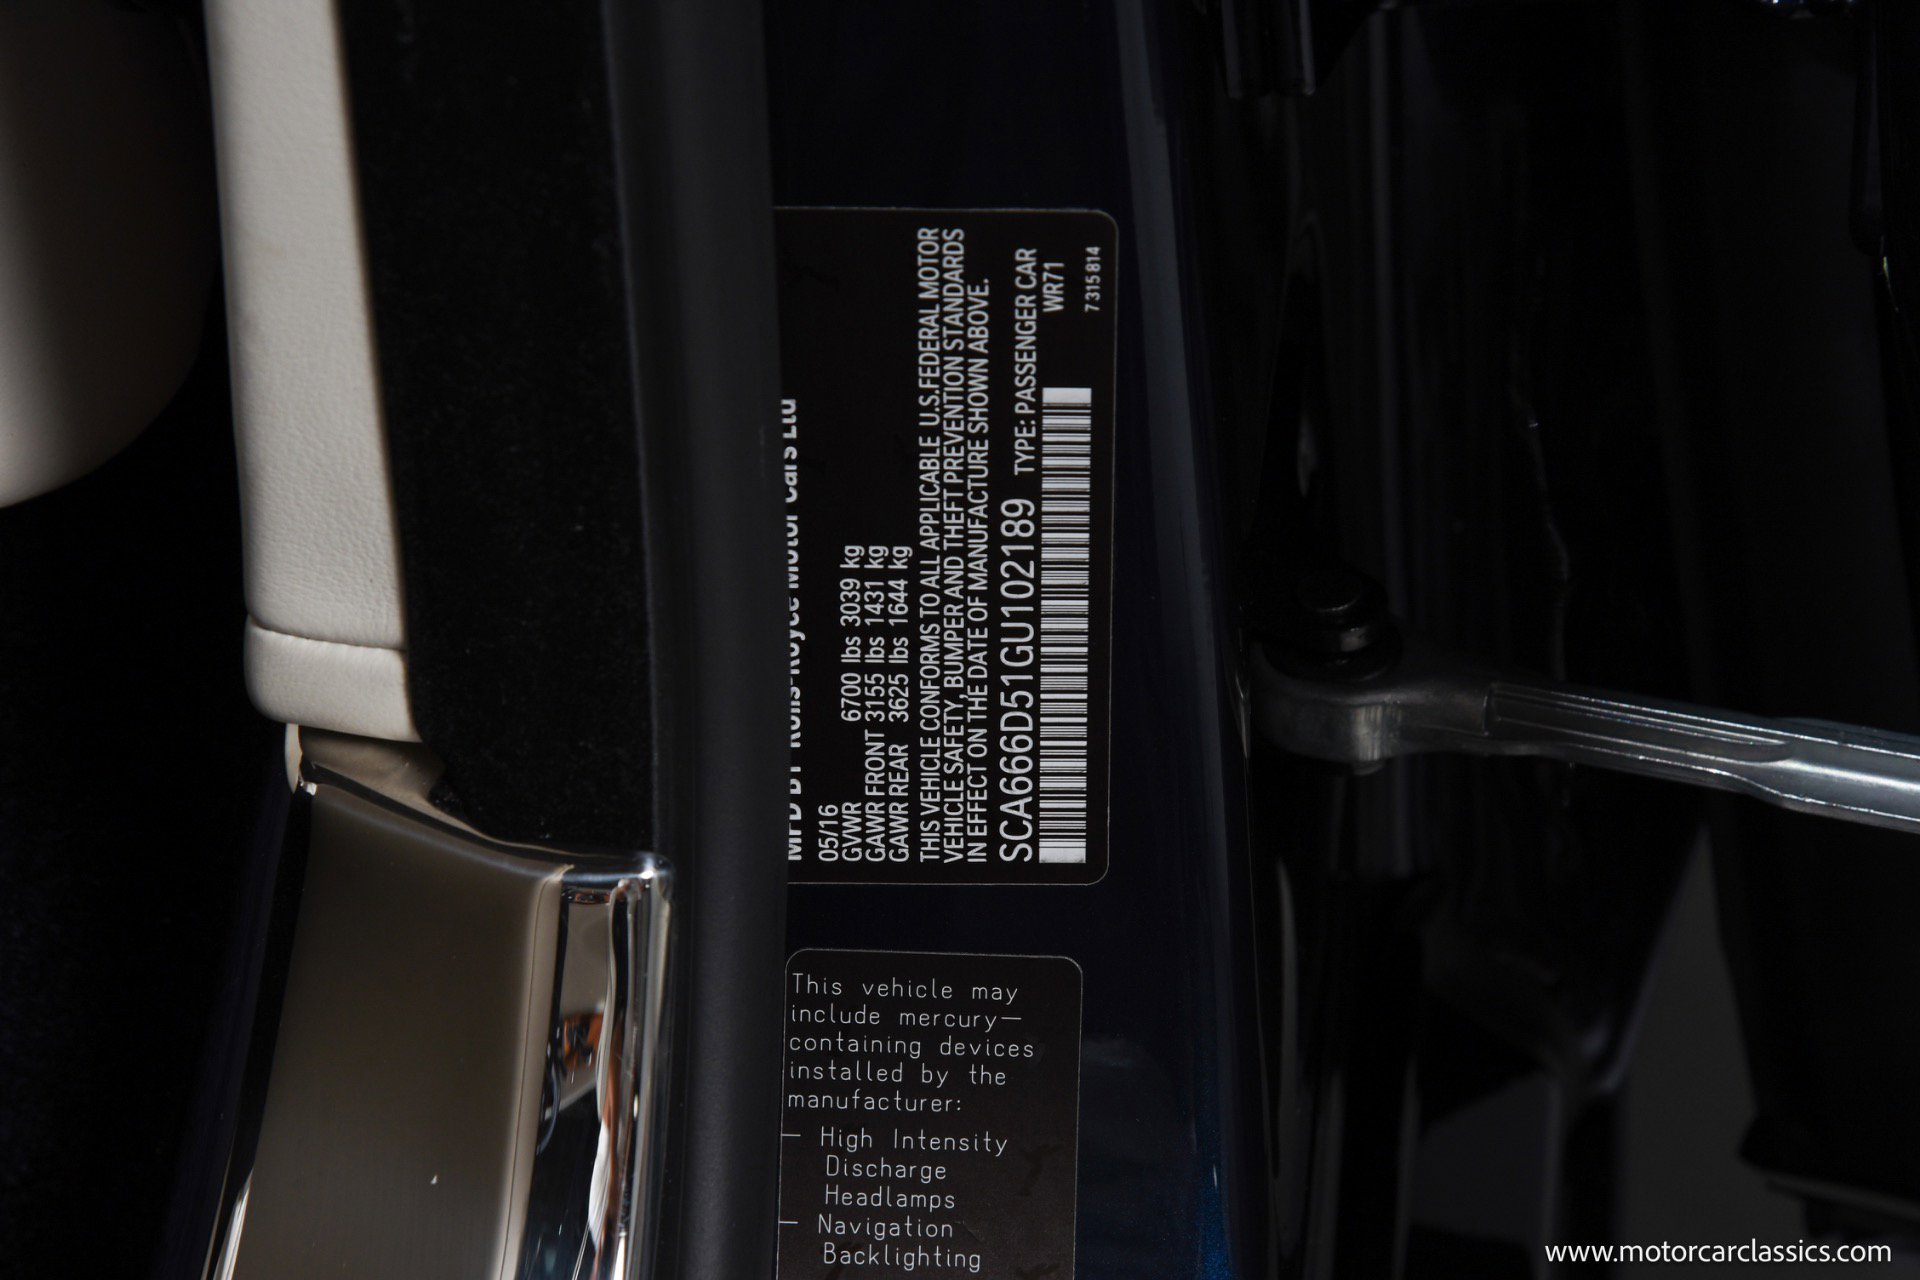 MFD BY Rolls-Royce Motor Cars Ltd
05/16
GVWR 6700 lbs 3039 kg
GAWR FRONT 3155 lbs 1431 kg
GAWR REAR 3625 lbs 1644 kg
THIS VEHICLE CONFORMS TO ALL APPLICABLE U.S.FEDERAL MOTOR
VEHICLE SAFETY, BUMPER AND THEFT PREVENTION STANDARDS
IN EFFECT ON THE DATE OF MANUFACTURE SHOWN ABOVE.
SCA666D51GU102189 TYPE: PASSENGER CAR
WR71
7315814
This vehicle may
include mercury—
containing devices
installed by the
manufacturer:
— High Intensity
Discharge
Headlamps
— Navigation
Backlighting
www.motorcarclassics.com